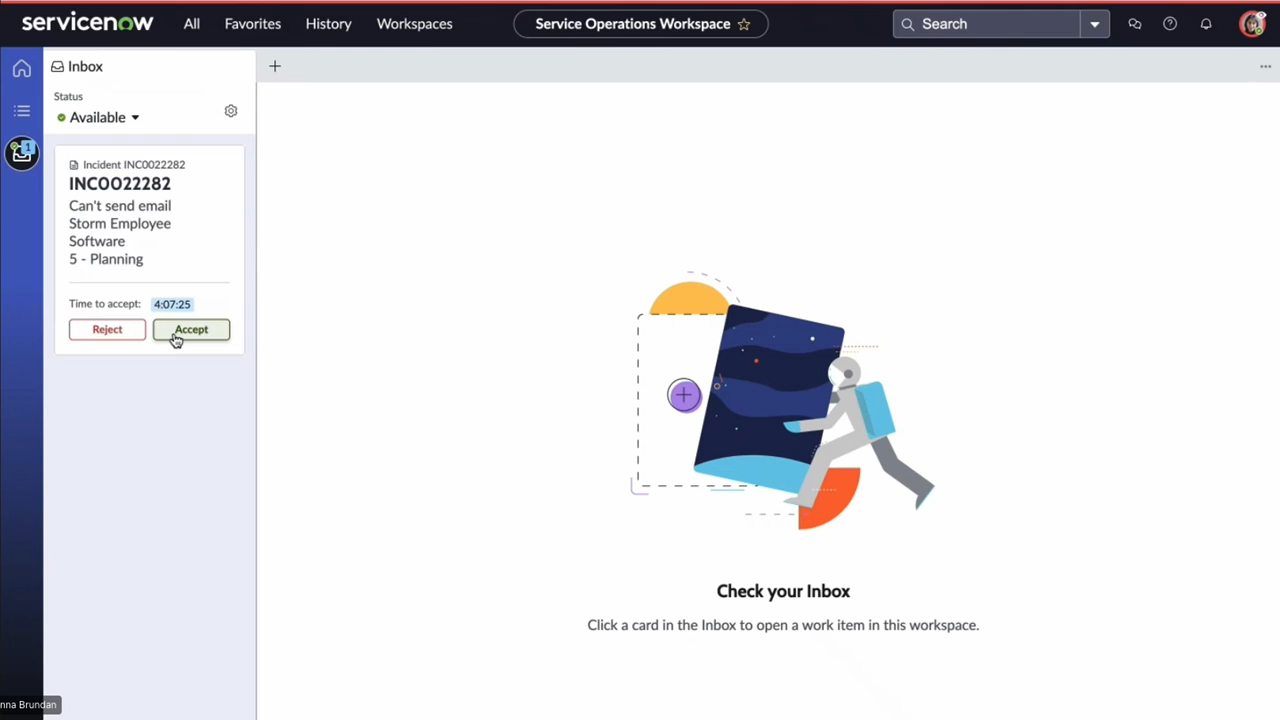 servicenow
All
Favorites
History
Workspaces
Service Operations Workspace
Search
Inbox
Status
Available
1
Incident INC0022282
INC0022282
Can't send email
Storm Employee
Software
5 - Planning
Time to accept: 4:07:25
Reject
Accept
Check your Inbox
Click a card in the Inbox to open a work item in this workspace.
nna Brundan